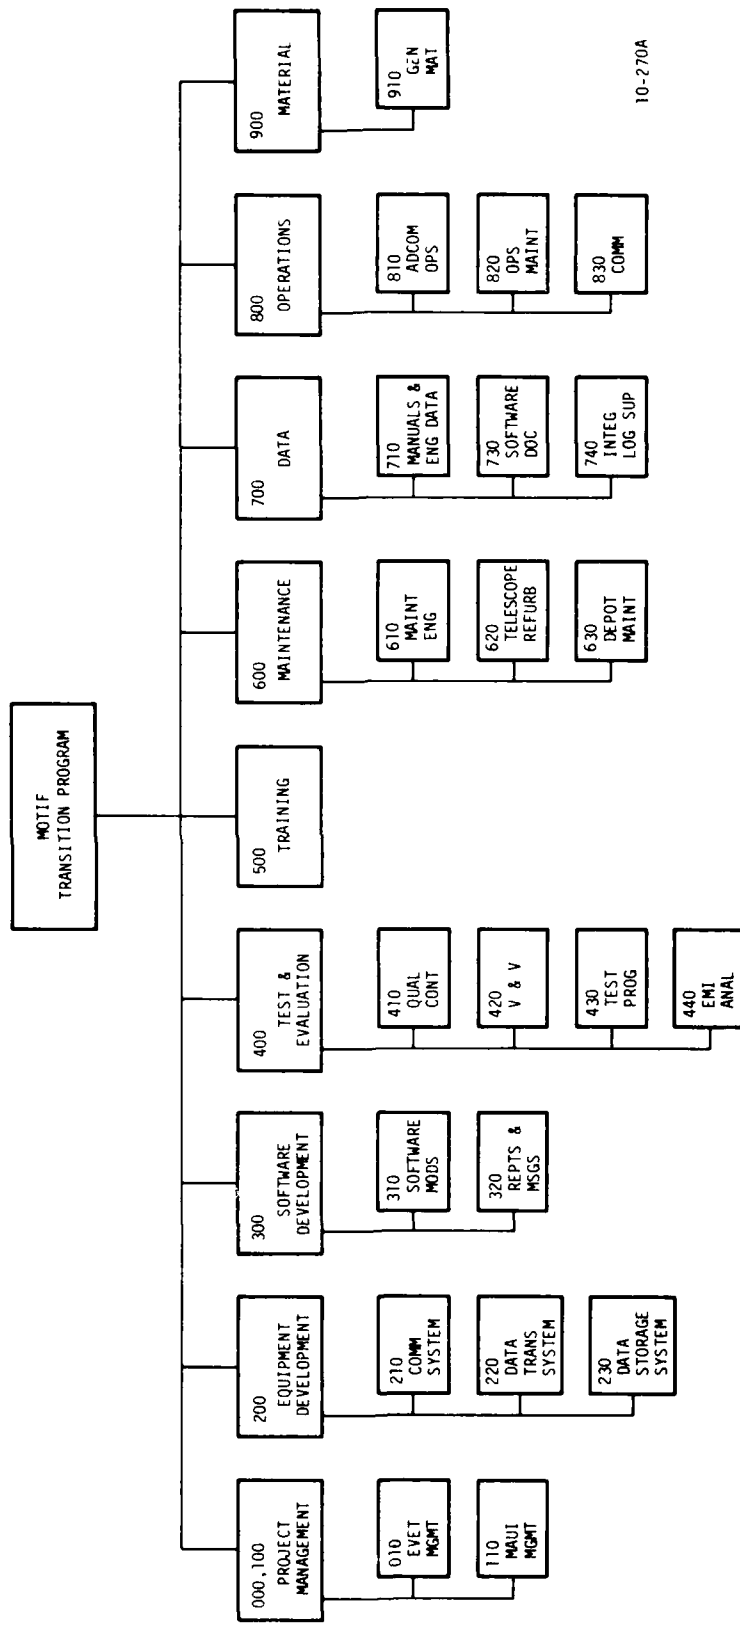 MOTIF
TRANSITION PROGRAM
000,100
PROJECT
MANAGEMENT
010
EVET
MGMT
110
MAUI
MGMT
200
EQUIPMENT
DEVELOPMENT
210
COMM
SYSTEM
220
DATA
TRANS
SYSTEM
230
DATA
STORAGE
SYSTEM
300
SOFTWARE
DEVELOPMENT
310
SOFTWARE
MODS
320
REPTS &
MSGS
400
TEST &
EVALUATION
410
QUAL
CONT
420
V & V
430
TEST
PROG
440
EMI
ANAL
500
TRAINING
600
MAINTENANCE
610
MAINT
ENG
620
TELESCOPE
REFURB
630
DEPOT
MAINT
700
DATA
710
MANUALS &
ENG DATA
730
SOFTWARE
DOC
740
INTEG
LOG SUP
800
OPERATIONS
810
ADCOM
OPS
820
OPS
MAINT
830
COMM
900
MATERIAL
910
GEN
MAT
10-270A